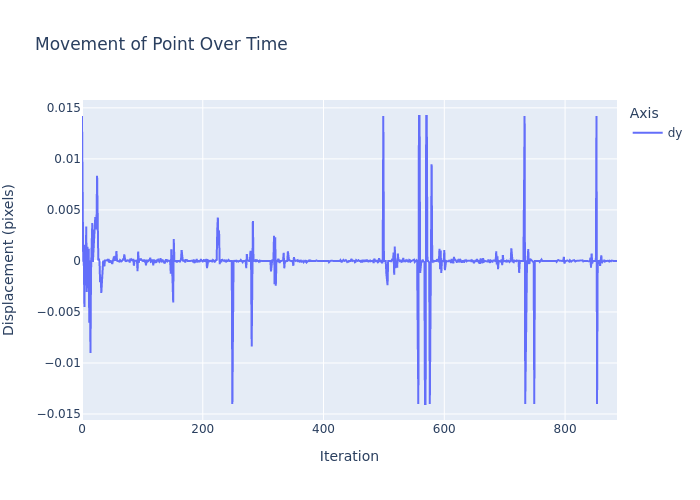 Movement of Point Over Time
0.015
0.01
0.005
0
−0.005
−0.01
−0.015
0
200
400
600
800
Displacement (pixels)
Iteration
Axis
dy